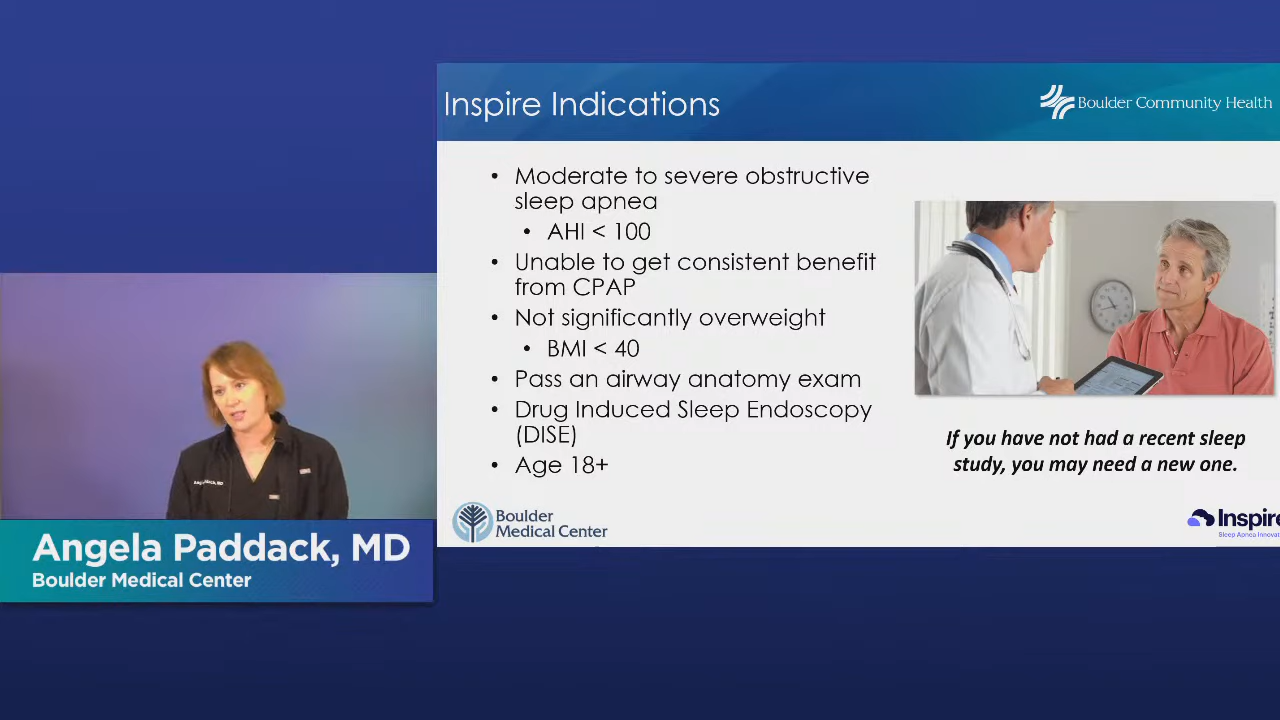 Inspire Indications
Boulder Community Health
• Moderate to severe obstructive
sleep apnea
• AHI < 100
• Unable to get consistent benefit
from CPAP
• Not significantly overweight
• BMI < 40
• Pass an airway anatomy exam
• Drug Induced Sleep Endoscopy
(DISE)
• Age 18+
If you have not had a recent sleep
study, you may need a new one.
Boulder
Medical Center
Inspire
Sleep Apnea
Angela Paddack, MD
Boulder Medical Center